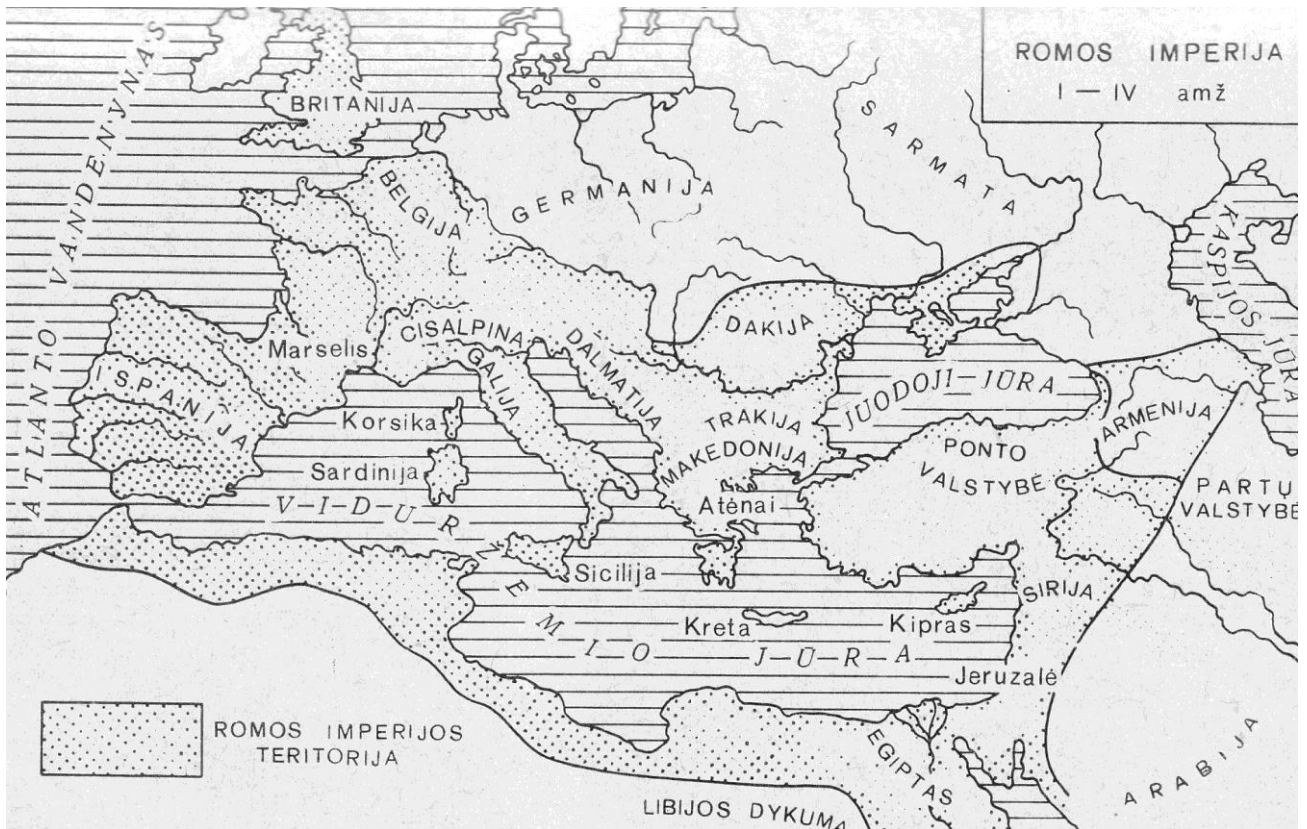 ROMOS IMPERIJA
I — IV amž
ATLANTO VANDENYNAS
BRITANIJA
BELGIJA
GERMANIJA
SARMATA
KASPIJOS JŪRA
DAKIJA
Marselis
CISALPINA
GALIJA
DALMATIJA
ISPANIJA
JUODOJI JŪRA
Korsika
TRAKIJA
ARMENIJA
MAKEDONIJA
PONTO
VALSTYBĖ
Sardinija
Atėnai
PARTŲ
VALSTYBĖ
VIDURŽEMIO JŪRA
Sicilija
SIRIJA
Kreta
Kipras
Jeruzalė
ROMOS IMPERIJOS
TERITORIJA
EGIPTAS
ARABIJA
LIBIJOS DYKUMA